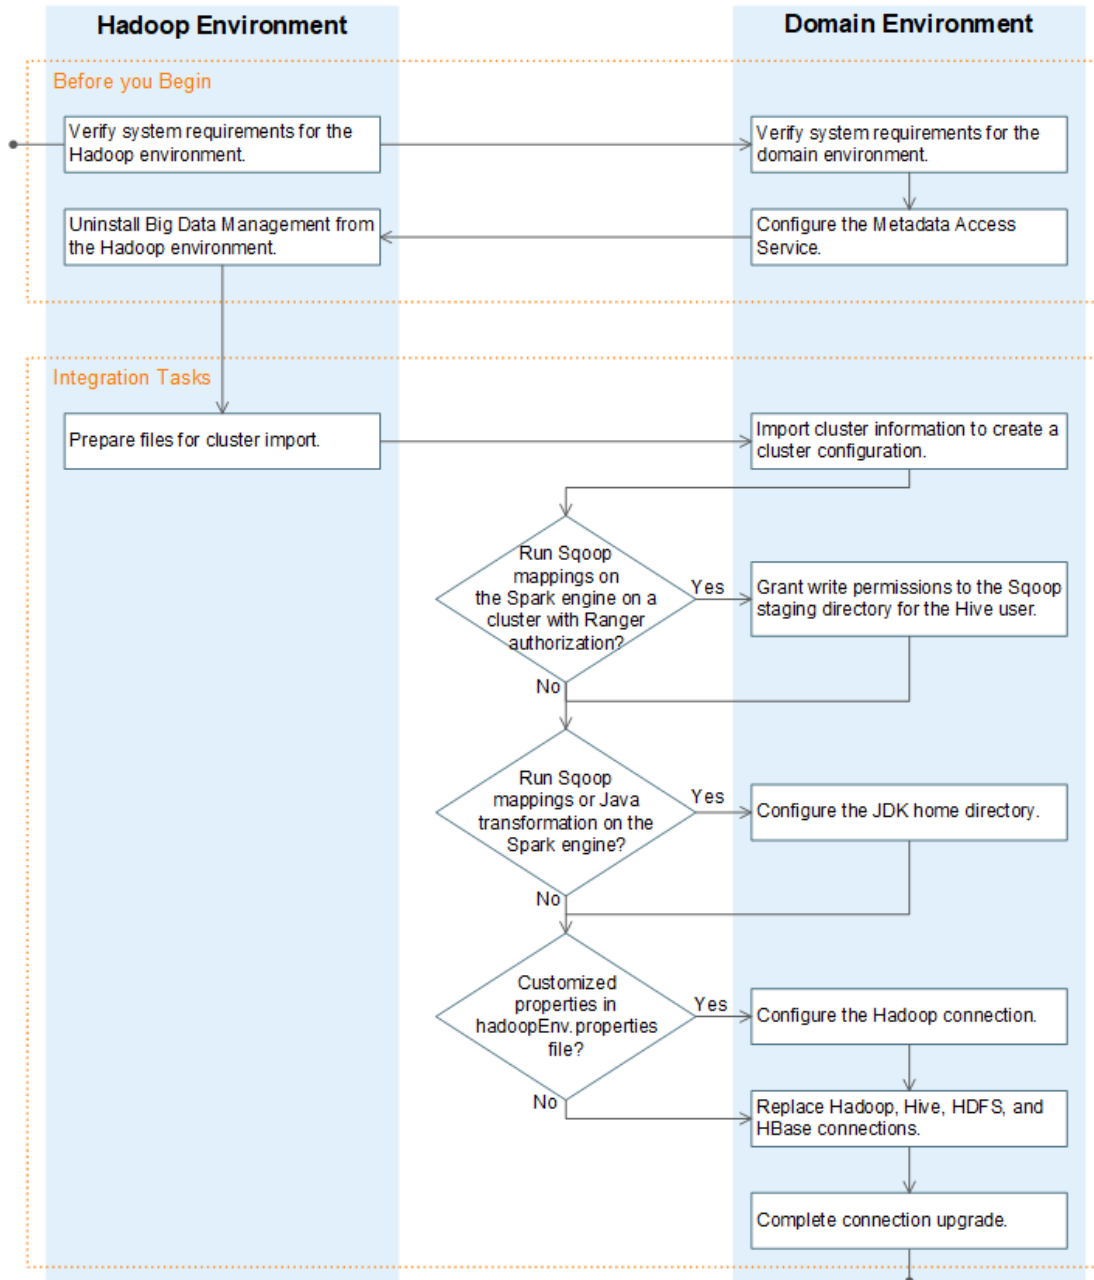 Hadoop Environment
Domain Environment
Before you Begin
Verify system requirements for the
Hadoop environment.
Verify system requirements for the
domain environment.
Uninstall Big Data Management from
the Hadoop environment.
Configure the Metadata Access
Service.
Integration Tasks
Prepare files for cluster import.
Import cluster information to create a
cluster configuration.
Run Sqoop
mappings on
the Spark engine on a
cluster with Ranger
authorization?
Yes
Grant write permissions to the Sqoop
staging directory for the Hive user.
No
Run Sqoop
mappings or Java
transformation on the
Spark engine?
Yes
Configure the JDK home directory.
No
Customized
properties in
hadoopEnv.properties
file?
Yes
Configure the Hadoop connection.
No
Replace Hadoop, Hive, HDFS, and
HBase connections.
Complete connection upgrade.